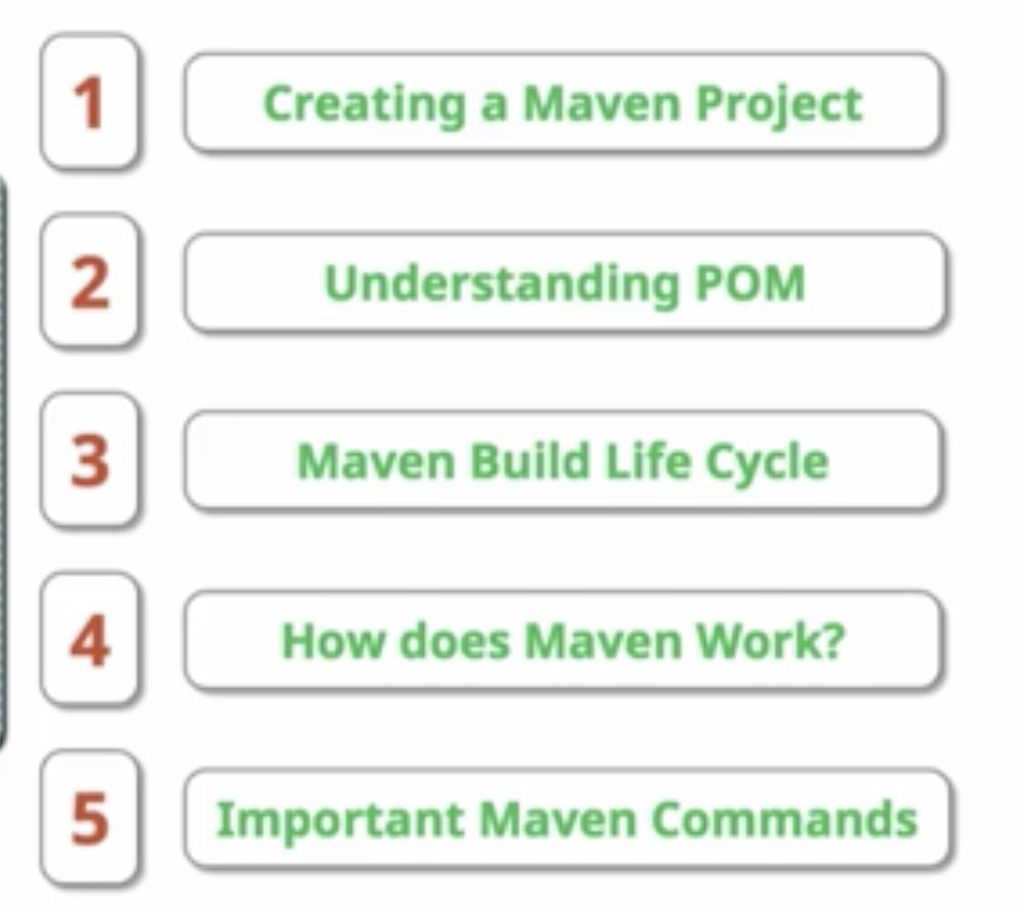 1 Creating a Maven Project
2 Understanding POM
3 Maven Build Life Cycle
4 How does Maven Work?
5 Important Maven Commands